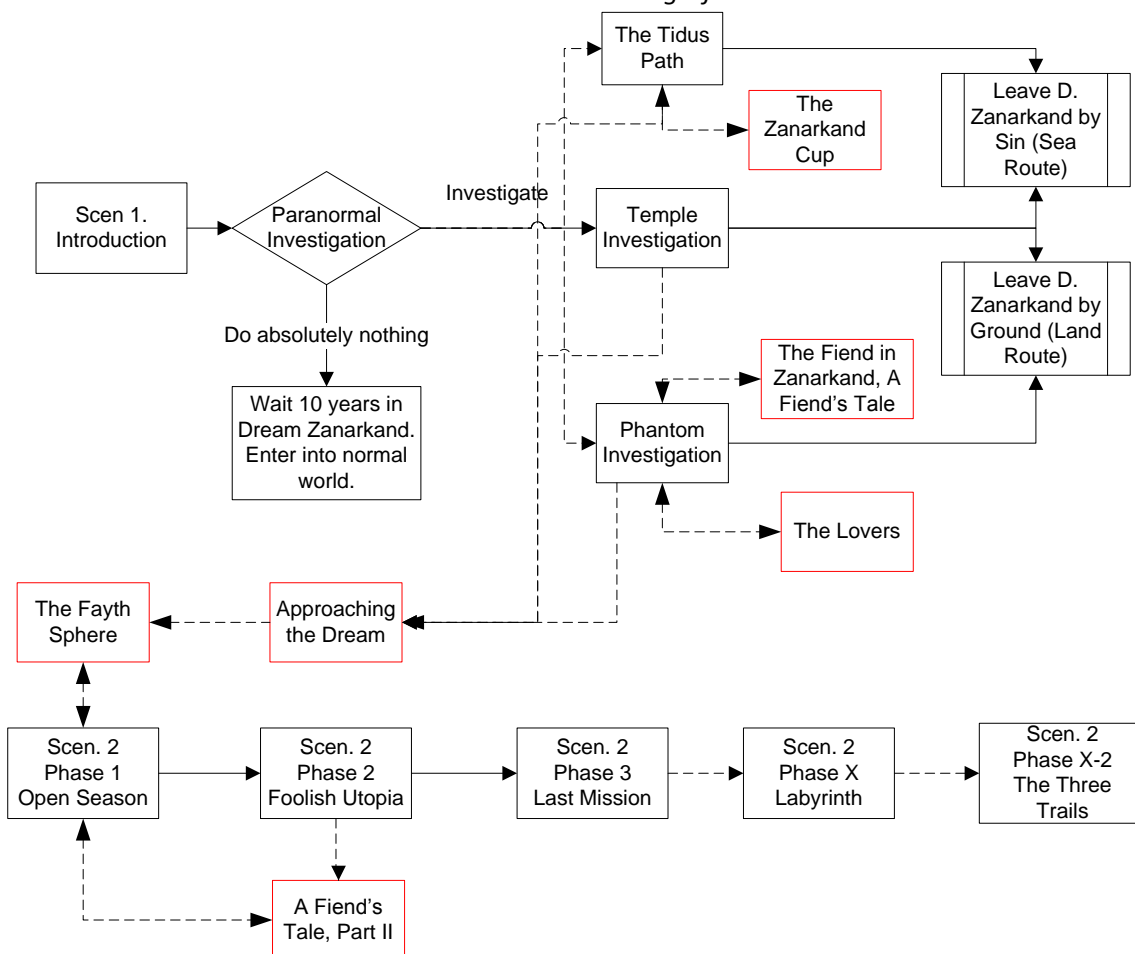 The Tidus
Path
The
Zanarkand
Cup
Leave D.
Zanarkand by
Sin (Sea
Route)
Investigate
Scen 1.
Introduction
Paranormal
Investigation
Temple
Investigation
Leave D.
Zanarkand by
Ground (Land
Route)
Do absolutely nothing
The Fiend in
Zanarkand, A
Fiend's Tale
Wait 10 years in
Dream Zanarkand.
Enter into normal
world.
Phantom
Investigation
The Lovers
The Fayth
Sphere
Approaching
the Dream
Scen. 2
Phase 1
Open Season
Scen. 2
Phase 2
Foolish Utopia
Scen. 2
Phase 3
Last Mission
Scen. 2
Phase X
Labyrinth
Scen. 2
Phase X-2
The Three
Trails
A Fiend's
Tale, Part II